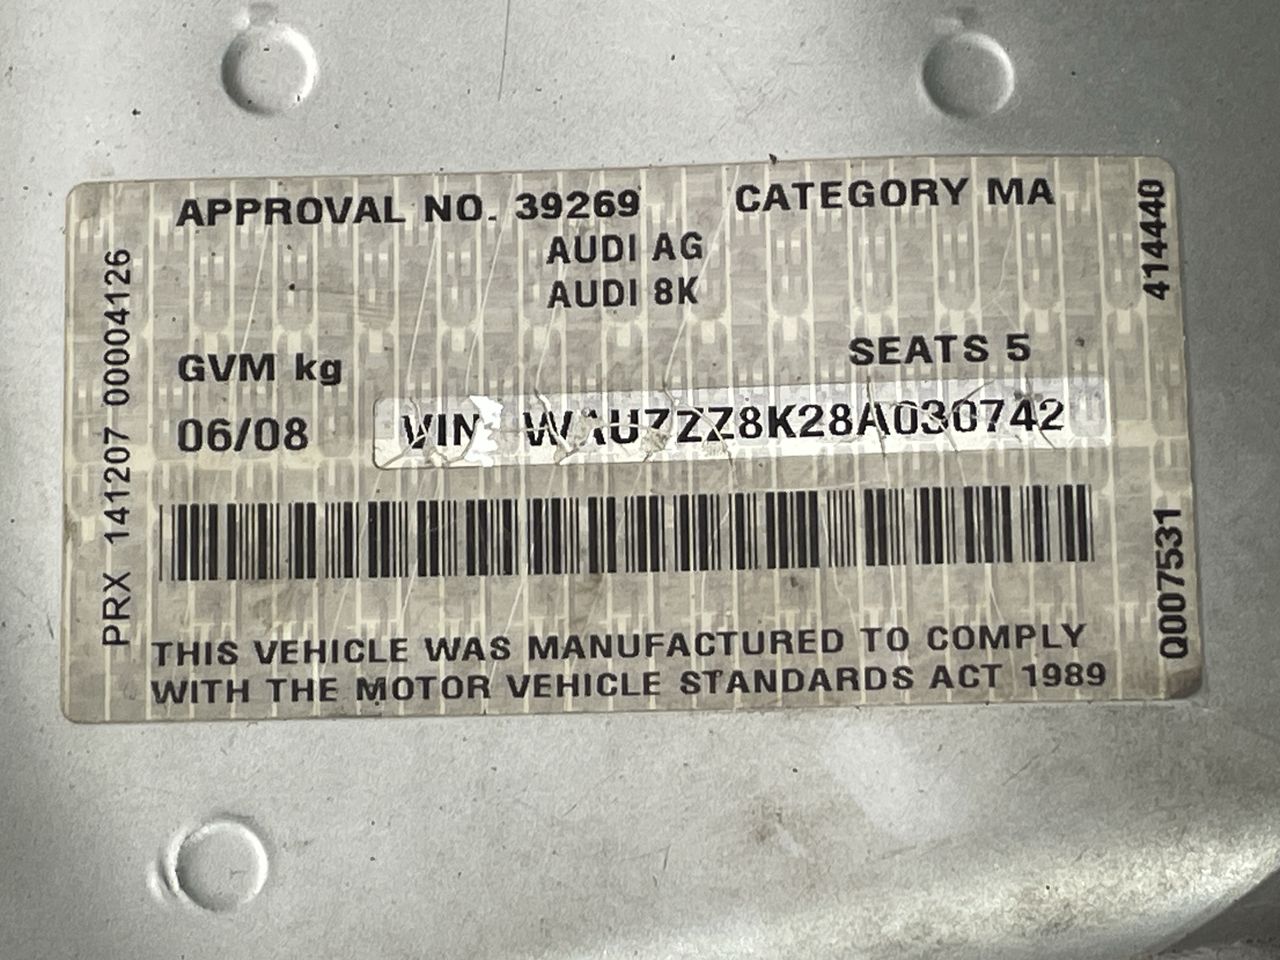 APPROVAL NO. 39269 CATEGORY MA
AUDI AG
AUDI 8K
GVM kg SEATS 5
06/08 VIN WAUZZZ8K28A030742
THIS VEHICLE WAS MANUFACTURED TO COMPLY
WITH THE MOTOR VEHICLE STANDARDS ACT 1989
PRX 141207 00004126
414440
Q007531